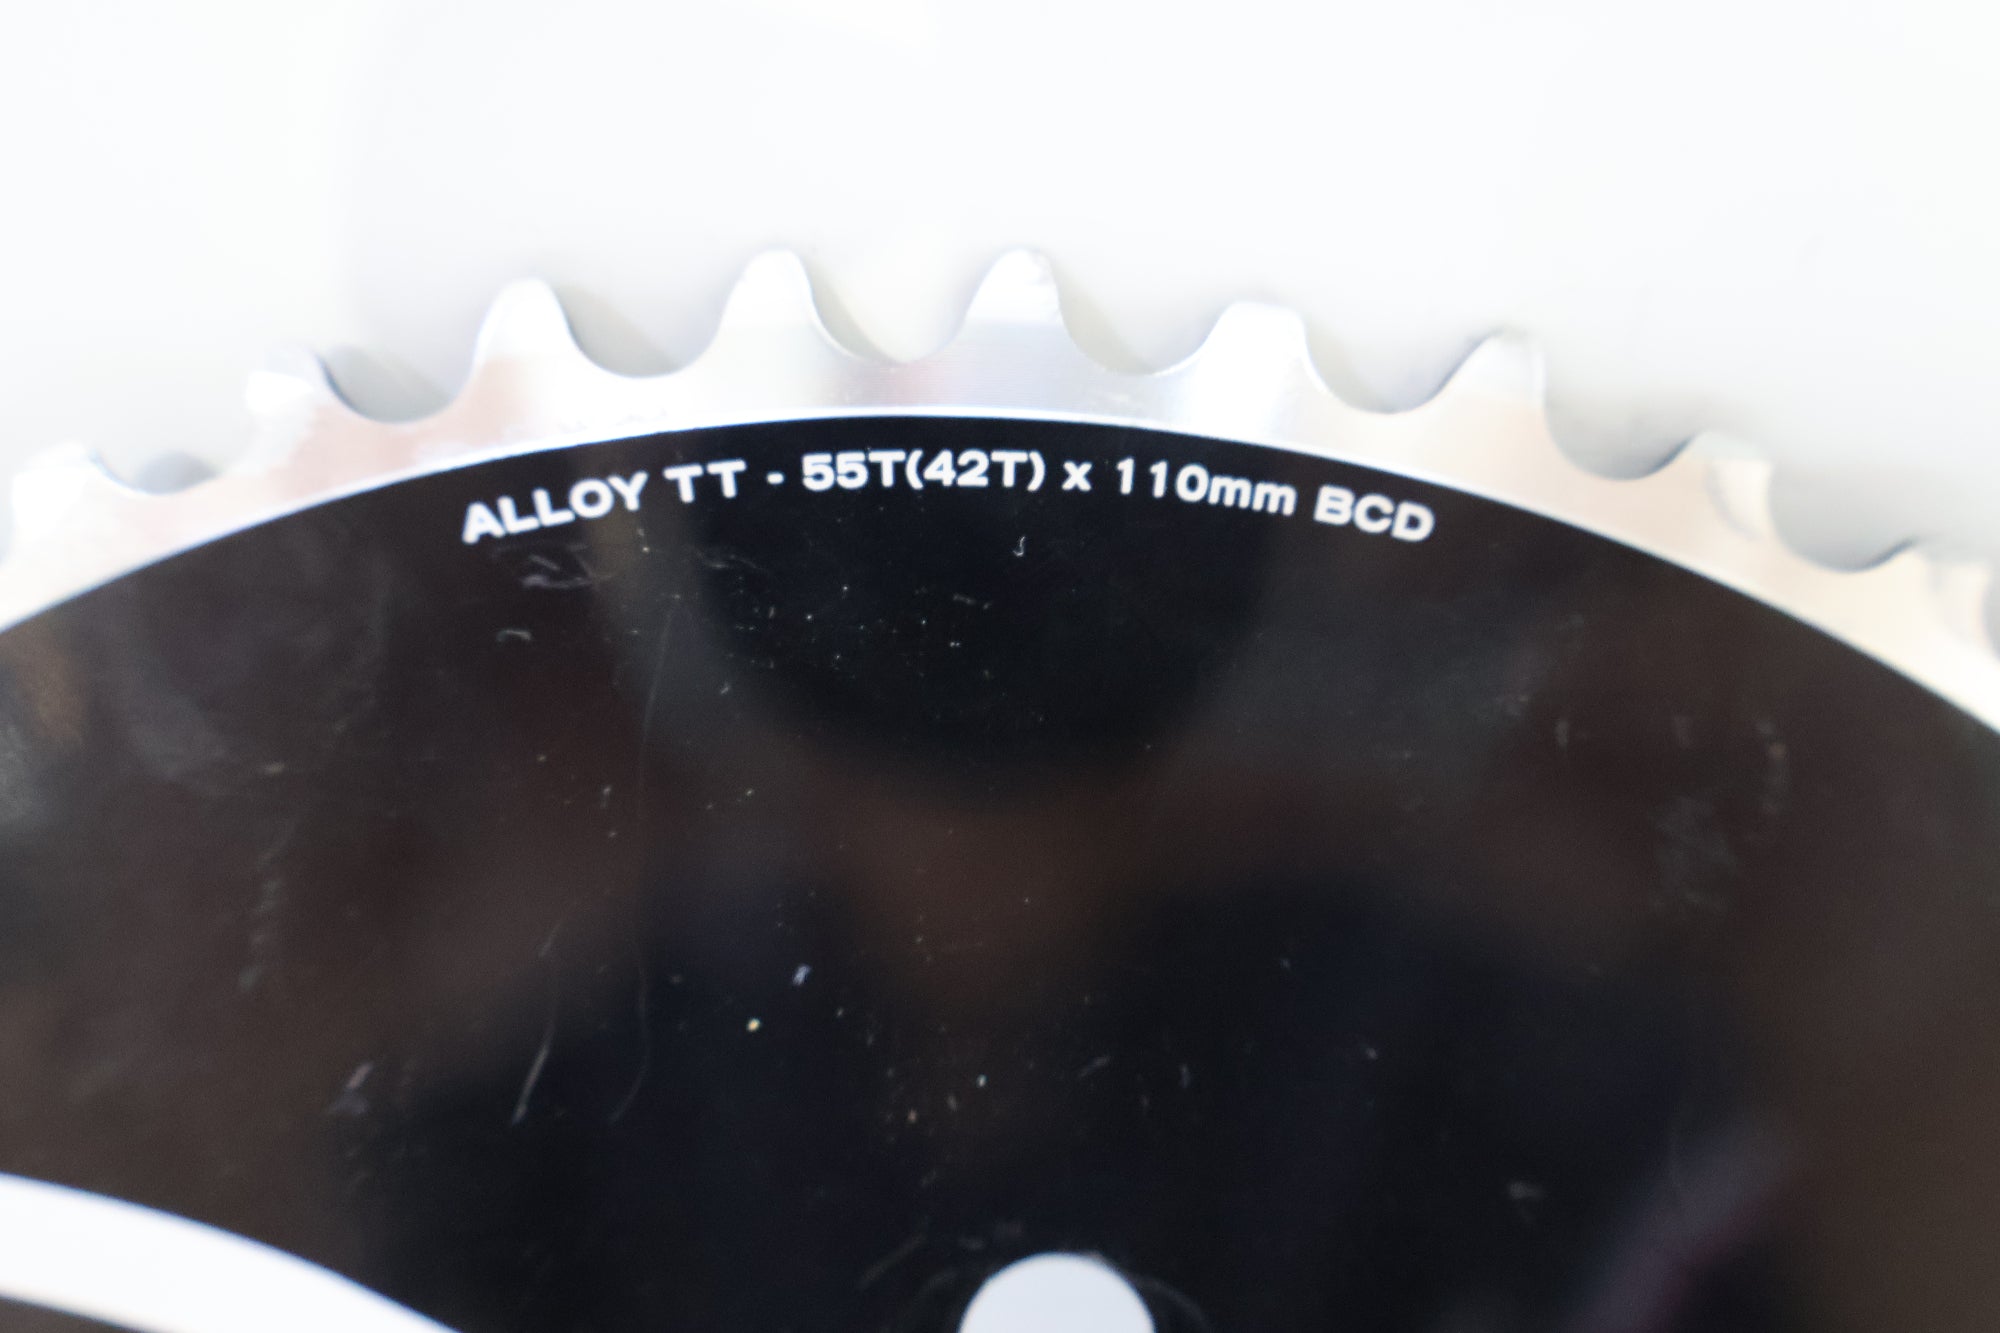 ALLOY TT - 55T(42T) x 110mm BCD